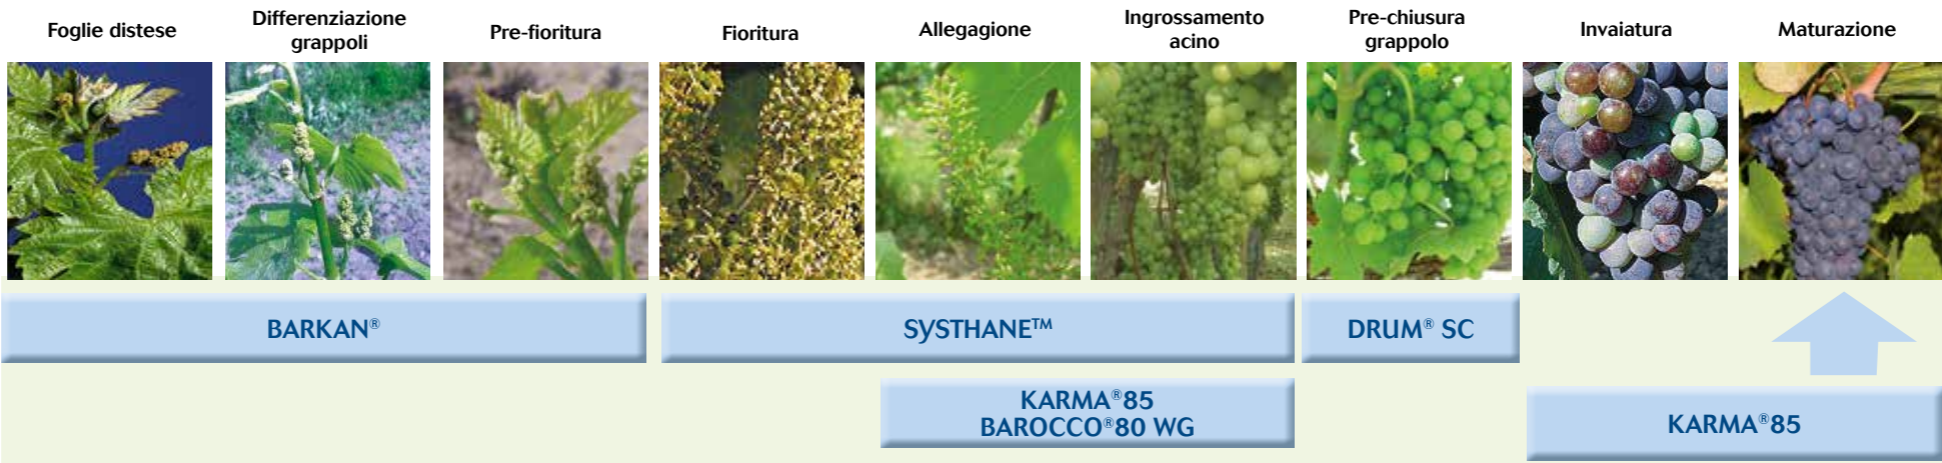 Foglie distese
Differenziazione
grappoli
Pre-fioritura
Fioritura
Allegagione
Ingrossamento
acino
Pre-chiusura
grappolo
Invaiatura
Maturazione
BARKAN®
SYSTHANE™
DRUM® SC
KARMA®85
BAROCCO®80 WG
KARMA®85